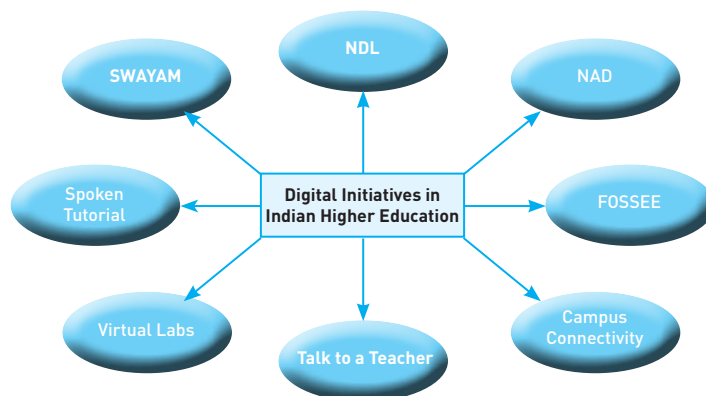 NDL
SWAYAM
NAD
Spoken
Tutorial
Digital Initiatives in
Indian Higher Education
FOSSEE
Virtual Labs
Talk to a Teacher
Campus
Connectivity